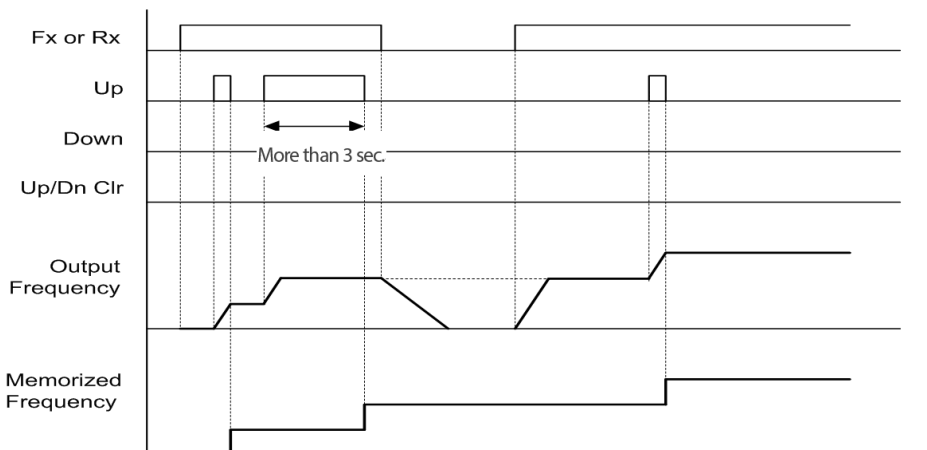 Fx or Rx
Up
Down
More than 3 sec.
Up/Dn Clr
Output
Frequency
Memorized
Frequency